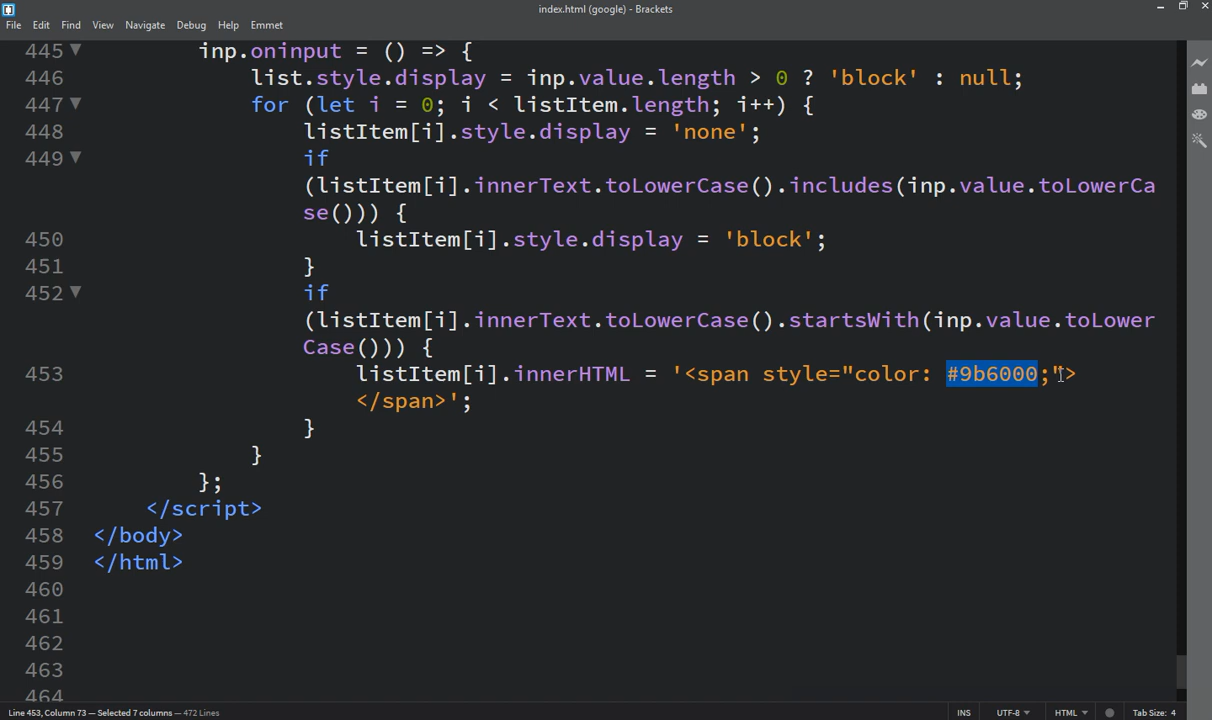 index.html (google) - Brackets
File Edit Find View Navigate Debug Help Emmet
445 inp.oninput = () => {
446 list.style.display = inp.value.length > 0 ? 'block' : null;
447 for (let i = 0; i < listItem.length; i++) {
448 listItem[i].style.display = 'none';
449 if
(listItem[i].innerText.toLowerCase().includes(inp.value.toLowerCa
se())) {
450 listItem[i].style.display = 'block';
451 }
452 if
(listItem[i].innerText.toLowerCase().startsWith(inp.value.toLower
Case())) {
453 listItem[i].innerHTML = '<span style="color: #9b6000;">
</span>';
454 }
455 }
456 };
457 </script>
458 </body>
459 </html>
460
461
462
463
464
Line 453, Column 73 — Selected 7 columns — 472 Lines INS UTF-8 HTML Tab Size: 4